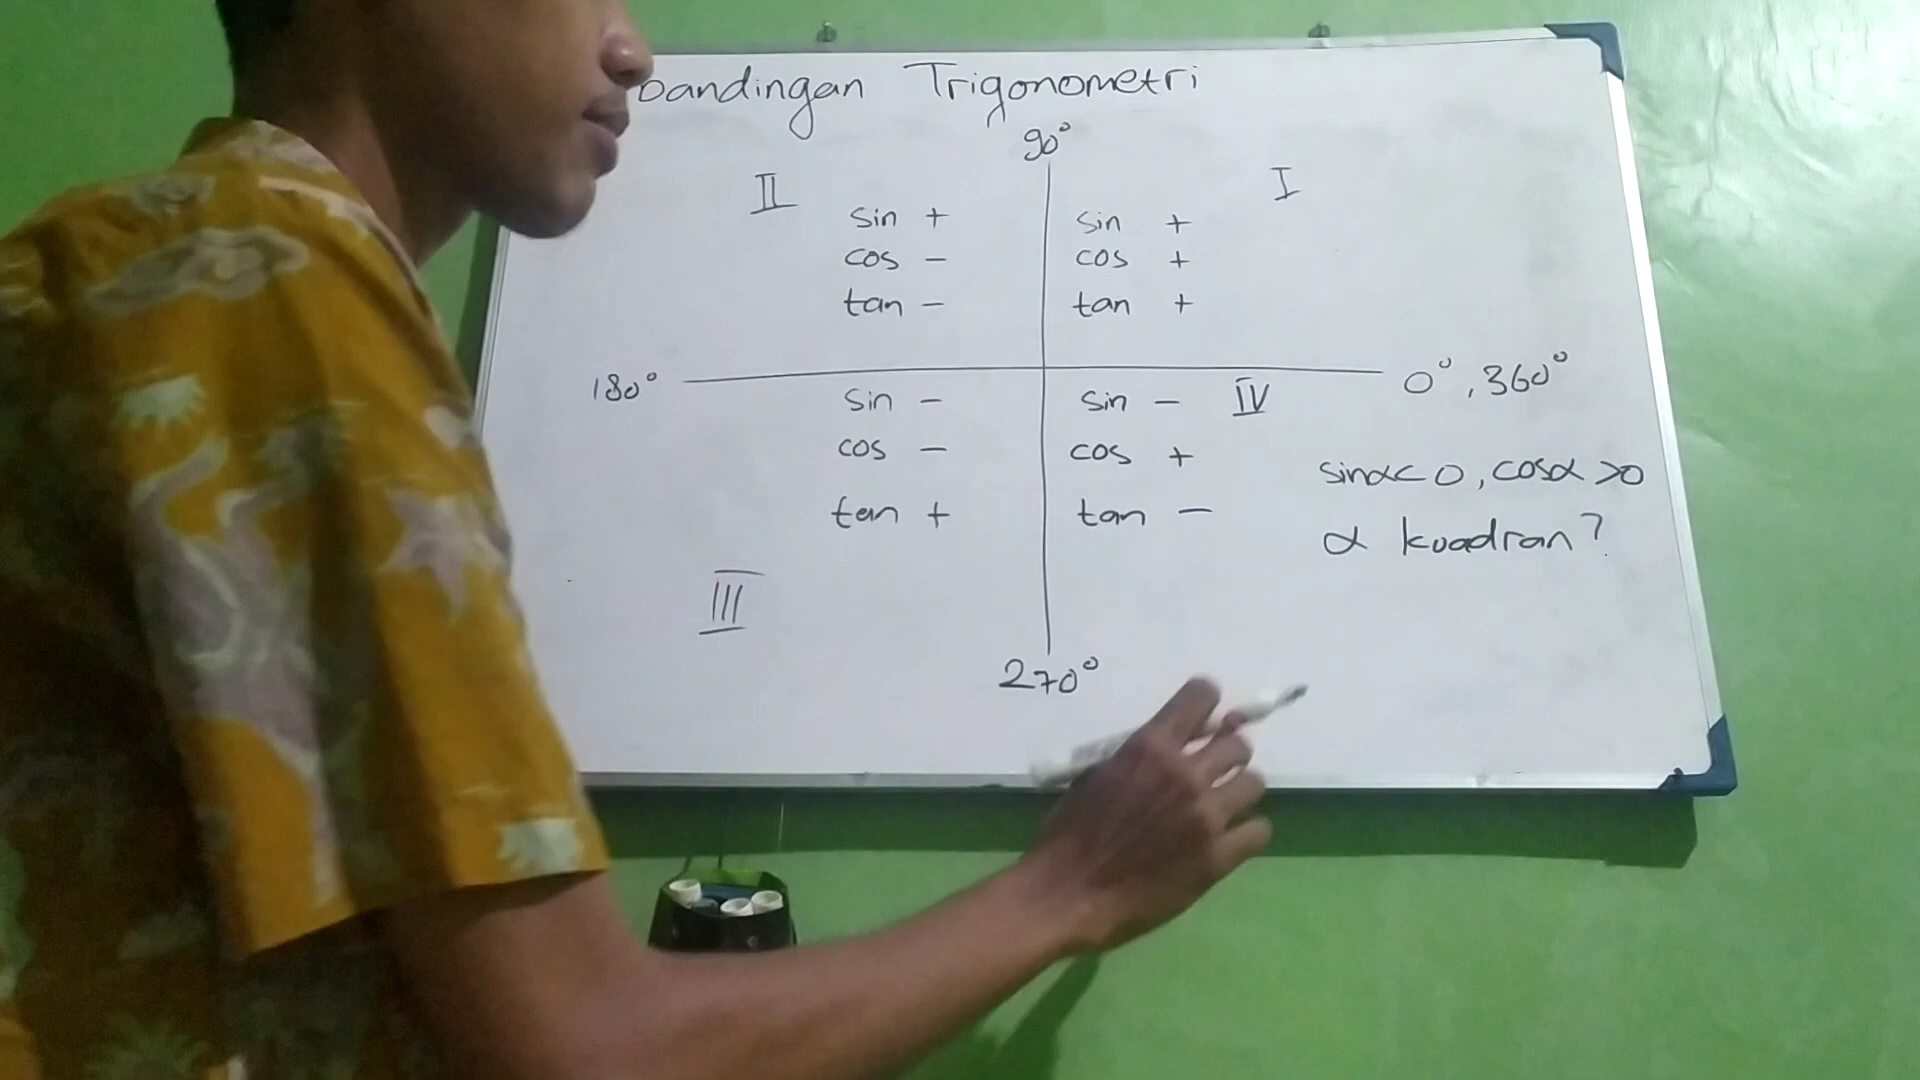 bandingan Trigonometri
90°
II
I
sin +
cos -
tan -
sin +
cos +
tan +
180°
0°, 360°
sin -
cos -
tan +
sin -
cos +
tan -
IV
III
270°
sinα< 0, cosα >0
α kuadran?